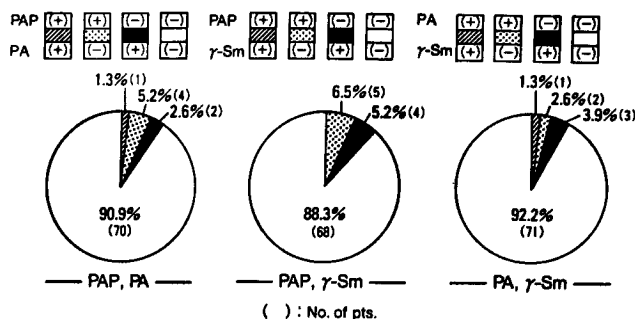 PAP (+) (+) (−) (−)
PA (+) (−) (+) (−)
1.3%(1)
5.2%(4)
2.6%(2)
90.9%
(70)
PAP, PA
PAP (+) (+) (−) (−)
γ-Sm (+) (−) (+) (−)
6.5%(5)
5.2%(4)
88.3%
(68)
PAP, γ-Sm
PA (+) (+) (−) (−)
γ-Sm (+) (−) (+) (−)
1.3%(1)
2.6%(2)
3.9%(3)
92.2%
(71)
PA, γ-Sm
( ) : No. of pts.